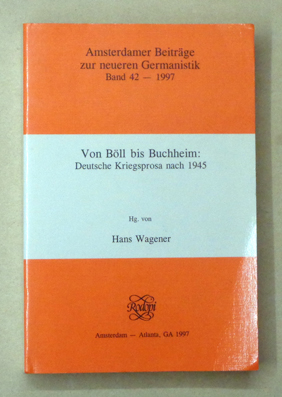 Amsterdamer Beiträge
zur neueren Germanistik
Band 42 — 1997
Von Böll bis Buchheim:
Deutsche Kriegsprosa nach 1945
Hg. von
Hans Wagener
Rodopi
Amsterdam — Atlanta, GA 1997